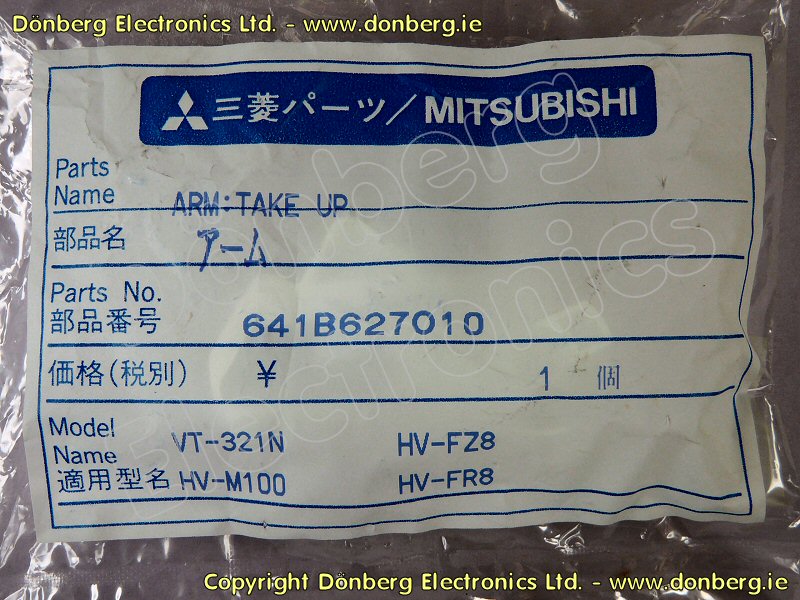 Dönberg Electronics Ltd. - www.donberg.ie
三菱パーツ/MITSUBISHI
Parts Name ARM:TAKE UP
部品名 アーム
Parts No.
部品番号 641B627010
価格(税別) ¥ 1 個
Model Name VT-321N HV-FZ8
適用型名 HV-M100 HV-FR8
Dönberg Electronics
Copyright Dönberg Electronics Ltd. - www.donberg.ie